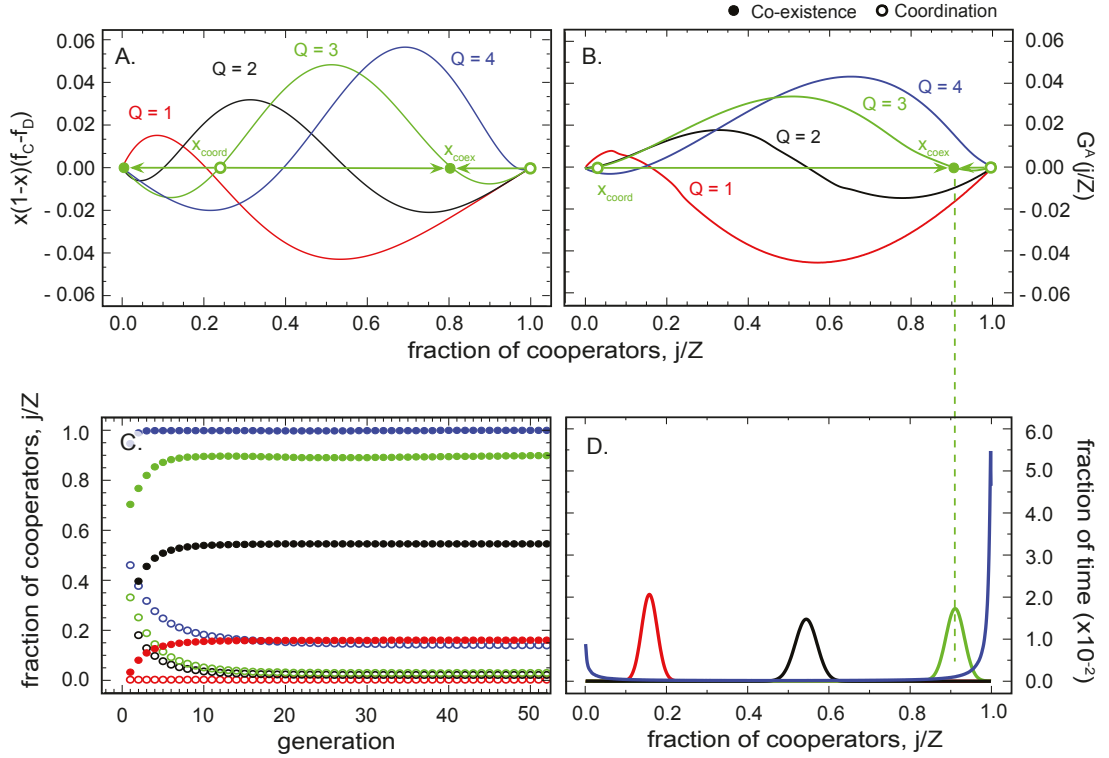 ● Co-existence ○ Coordination
A.
Q = 1
Q = 2
Q = 3
Q = 4
x_coord
x_coex
0.06
0.04
0.02
0.00
- 0.02
- 0.04
- 0.06
x(1-x)(f_C-f_D)
0.0 0.2 0.4 0.6 0.8 1.0
B.
Q = 1
Q = 2
Q = 3
Q = 4
x_coord
x_coex
0.06
0.04
0.02
0.00
- 0.02
- 0.04
- 0.06
G^A(j/Z)
0.0 0.2 0.4 0.6 0.8 1.0
fraction of cooperators, j/Z
C.
fraction of cooperators, j/Z
1.0
0.8
0.6
0.4
0.2
0.0
0 10 20 30 40 50
generation
D.
6.0
5.0
4.0
3.0
2.0
1.0
0.0
fraction of time (x10^-2)
0.0 0.2 0.4 0.6 0.8 1.0
fraction of cooperators, j/Z